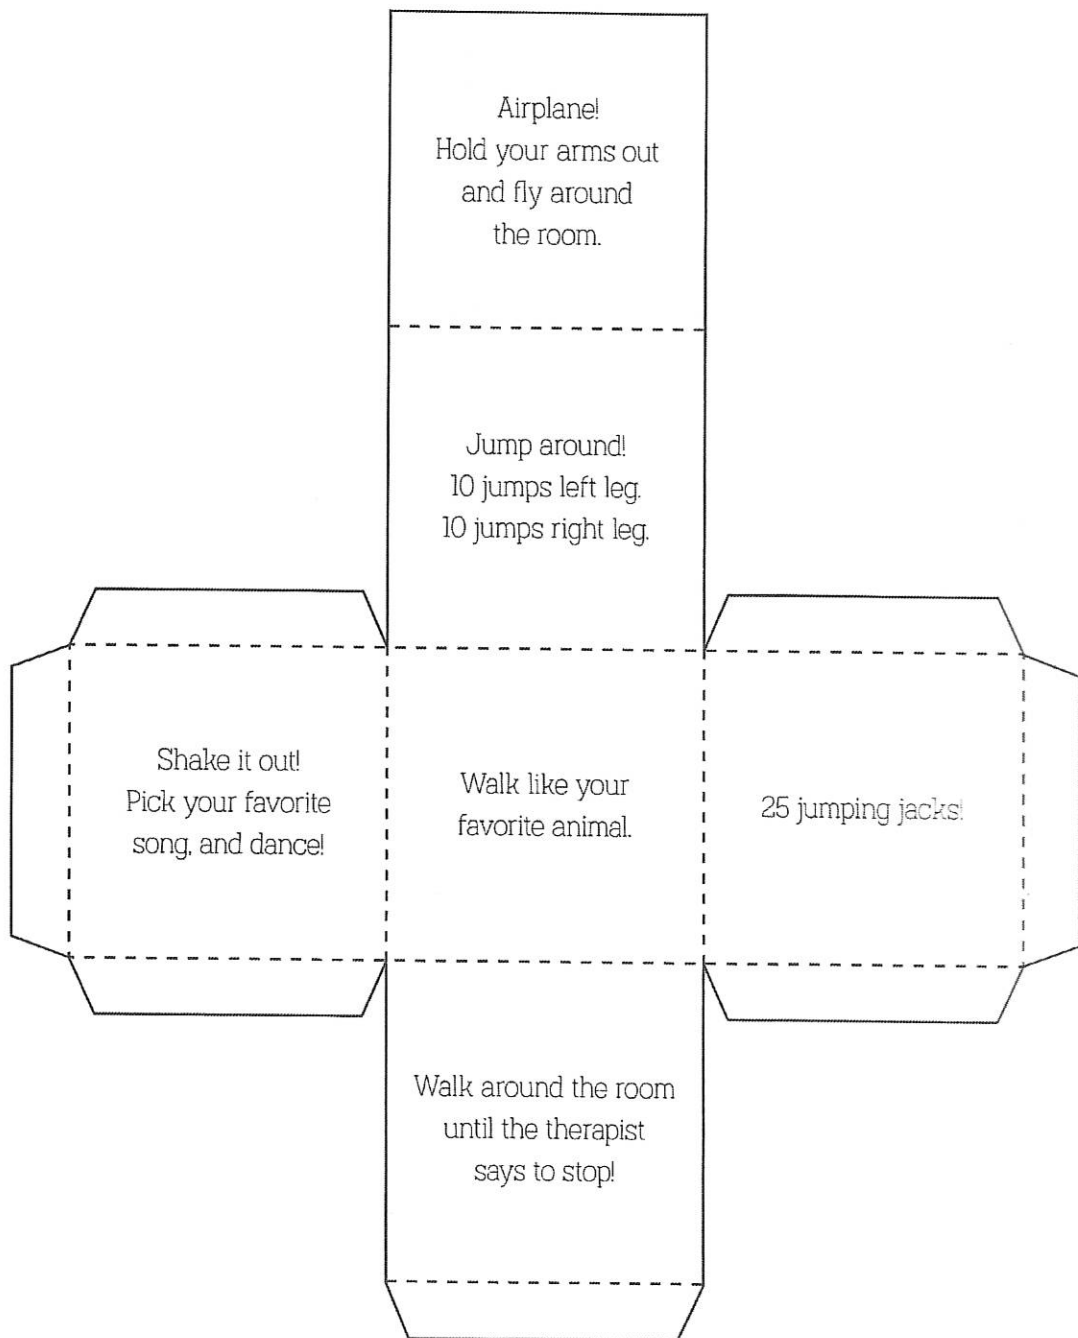 Airplane!
Hold your arms out
and fly around
the room.
Jump around!
10 jumps left leg.
10 jumps right leg.
Shake it out!
Pick your favorite
song, and dance!
Walk like your
favorite animal.
25 jumping jacks!
Walk around the room
until the therapist
says to stop!